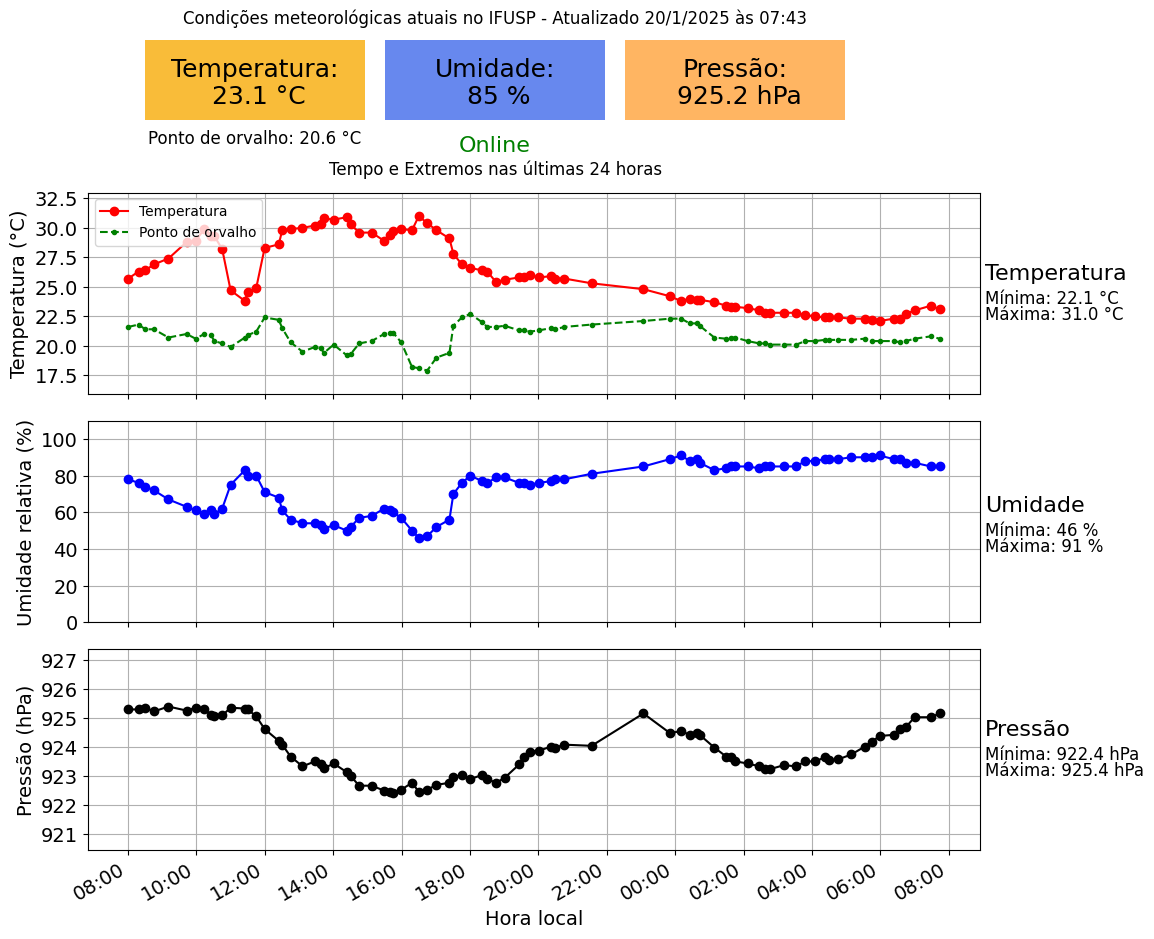 Condições meteorológicas atuais no IFUSP - Atualizado 20/1/2025 às 07:43
Temperatura:
23.1 °C
Umidade:
85 %
Pressão:
925.2 hPa
Ponto de orvalho: 20.6 °C
Online
Tempo e Extremos nas últimas 24 horas
Temperatura (°C)
32.5
30.0
27.5
25.0
22.5
20.0
17.5
Temperatura
Ponto de orvalho
Temperatura
Mínima: 22.1 °C
Máxima: 31.0 °C
Umidade relativa (%)
100
80
60
40
20
0
Umidade
Mínima: 46 %
Máxima: 91 %
Pressão (hPa)
927
926
925
924
923
922
921
Pressão
Mínima: 922.4 hPa
Máxima: 925.4 hPa
08:00
10:00
12:00
14:00
16:00
18:00
20:00
22:00
00:00
02:00
04:00
06:00
08:00
Hora local